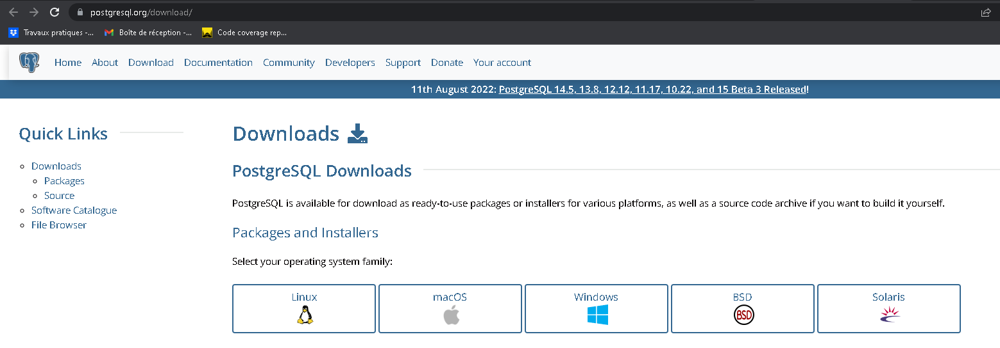 postgresql.org/download/
Travaux pratiques -... Boîte de réception -... Code coverage rep...
Home About Download Documentation Community Developers Support Donate Your account
11th August 2022: PostgreSQL 14.5, 13.8, 12.12, 11.17, 10.22, and 15 Beta 3 Released!
Quick Links
Downloads
Packages
Source
Software Catalogue
File Browser
Downloads
PostgreSQL Downloads
PostgreSQL is available for download as ready-to-use packages or installers for various platforms, as well as a source code archive if you want to build it yourself.
Packages and Installers
Select your operating system family:
Linux macOS Windows BSD Solaris
BSD